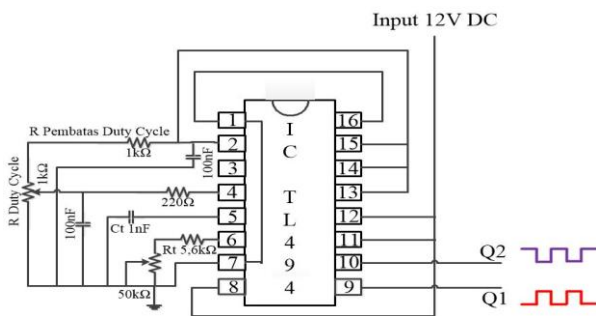 Input 12V DC
R Pembatas Duty Cycle
1kΩ
100nF
R Duty Cycle
1kΩ
100nF
220Ω
Ct 1nF
Rt 5,6kΩ
50kΩ
1
2
3
4
5
6
7
8
I
C
T
L
4
9
4
16
15
14
13
12
11
10
9
Q2
Q1